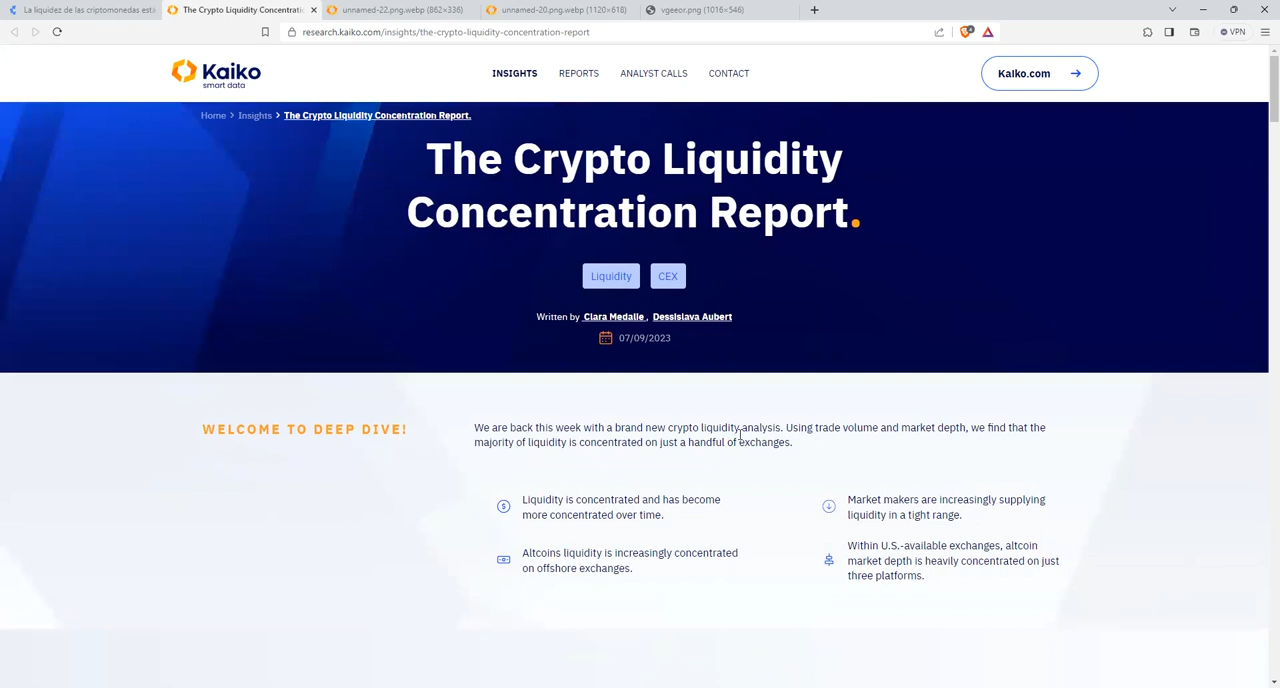 La liquidez de las criptomonedas está
The Crypto Liquidity Concentratic
unnamed-22.png.webp (862×336)
unnamed-20.png.webp (1120×618)
vgeeor.png (1016×546)
research.kaiko.com/insights/the-crypto-liquidity-concentration-report
4
VPN
Kaiko
smart data
INSIGHTS
REPORTS
ANALYST CALLS
CONTACT
Kaiko.com
Home > Insights > The Crypto Liquidity Concentration Report.
The Crypto Liquidity
Concentration Report.
Liquidity
CEX
Written by Clara Medalie, Dessislava Aubert
07/09/2023
WELCOME TO DEEP DIVE!
We are back this week with a brand new crypto liquidity analysis. Using trade volume and market depth, we find that the
majority of liquidity is concentrated on just a handful of exchanges.
Liquidity is concentrated and has become
more concentrated over time.
Market makers are increasingly supplying
liquidity in a tight range.
Altcoins liquidity is increasingly concentrated
on offshore exchanges.
Within U.S.-available exchanges, altcoin
market depth is heavily concentrated on just
three platforms.